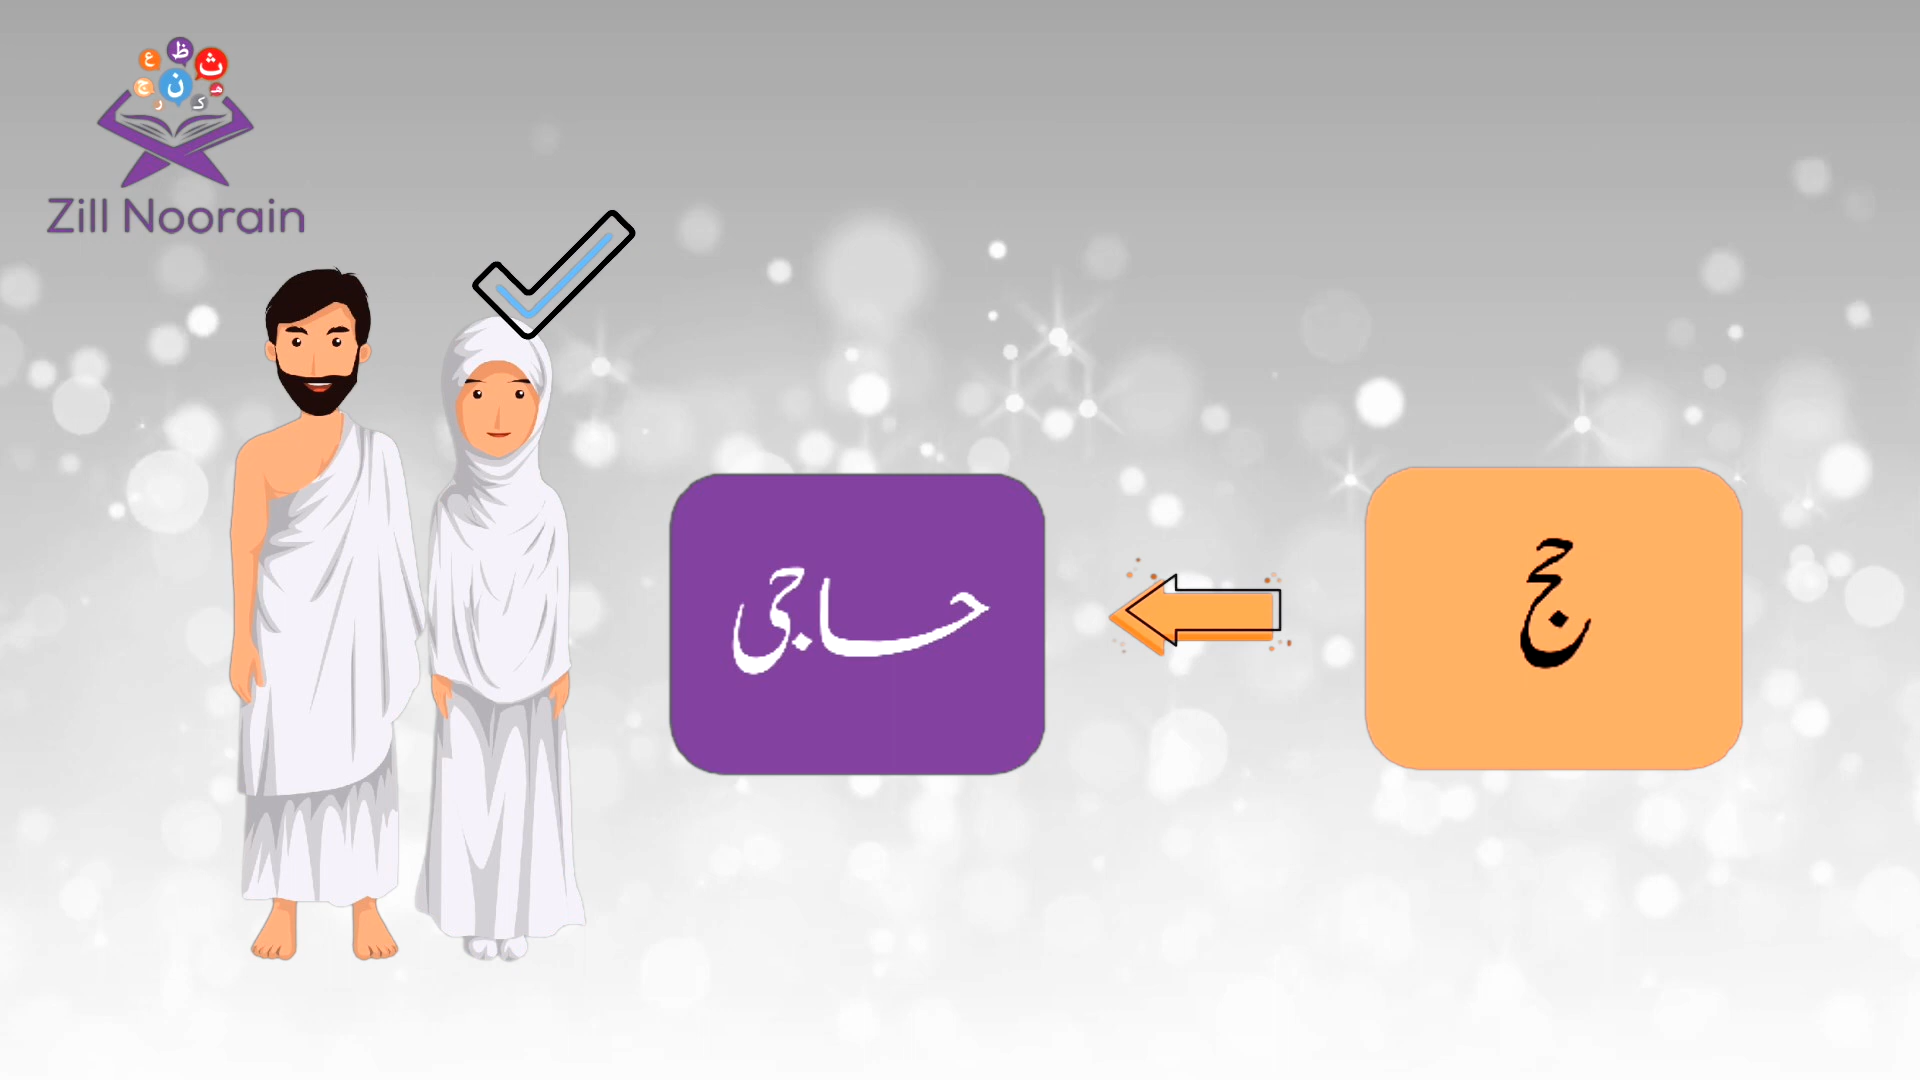 ظ
ع
ث
ن
ج
ھ
ر
ک
Zill Noorain
حج
حاجی